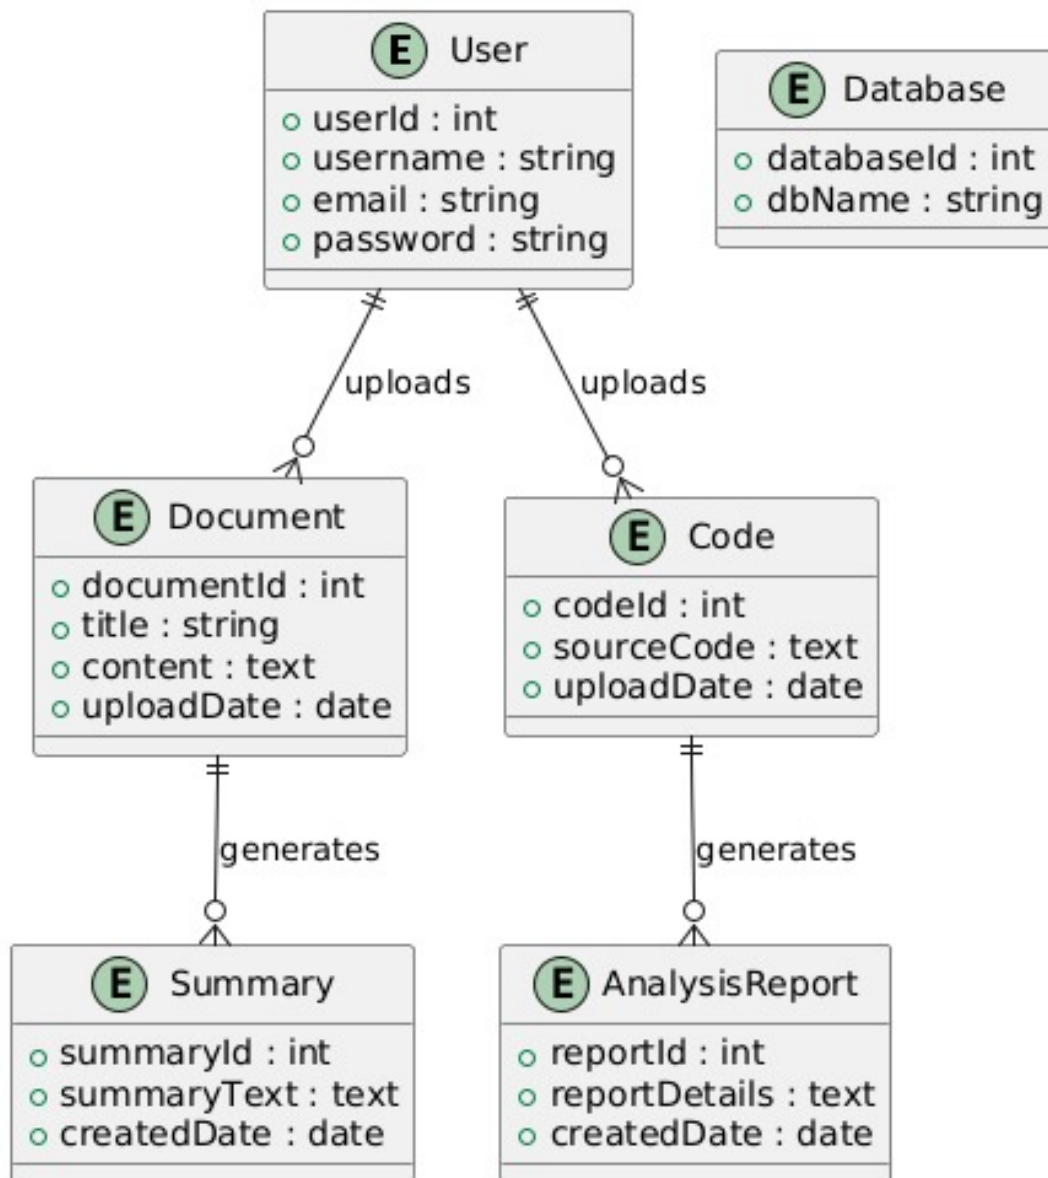 E User
userId : int
username : string
email : string
password : string
E Database
databaseId : int
dbName : string
uploads
uploads
E Document
documentId : int
title : string
content : text
uploadDate : date
E Code
codeId : int
sourceCode : text
uploadDate : date
generates
generates
E Summary
summaryId : int
summaryText : text
createdDate : date
E AnalysisReport
reportId : int
reportDetails : text
createdDate : date